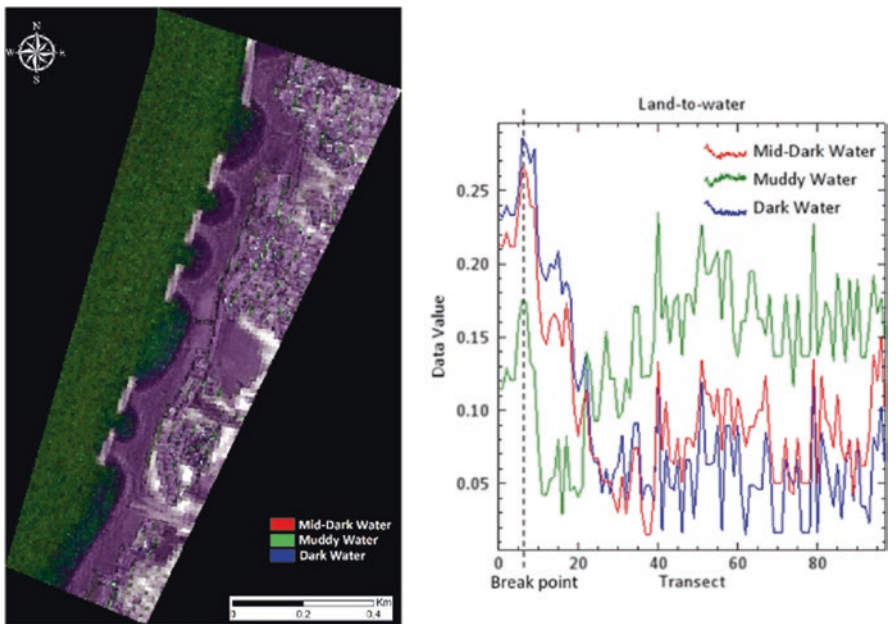 N
W E
S
Mid-Dark Water
Muddy Water
Dark Water
Km
0 0.2 0.4
Land-to-water
Mid-Dark Water
Muddy Water
Dark Water
Data Value
0.25
0.20
0.15
0.10
0.05
0 20 40 60 80
Break point Transect